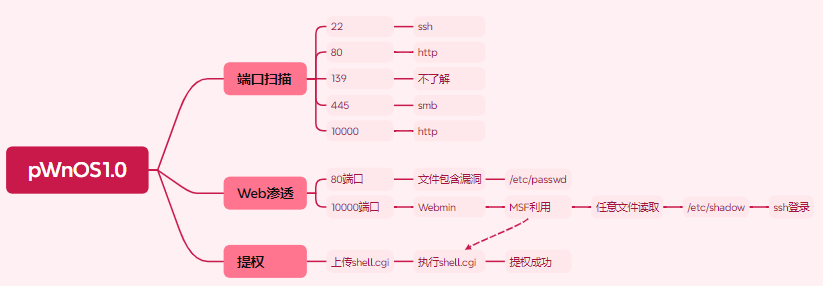 pWnOS1.0
端口扫描
22 ssh
80 http
139 不了解
445 smb
10000 http
Web渗透
80端口 文件包含漏洞 /etc/passwd
10000端口 Webmin MSF利用 任意文件读取 /etc/shadow ssh登录
提权
上传shell.cgi 执行shell.cgi 提权成功